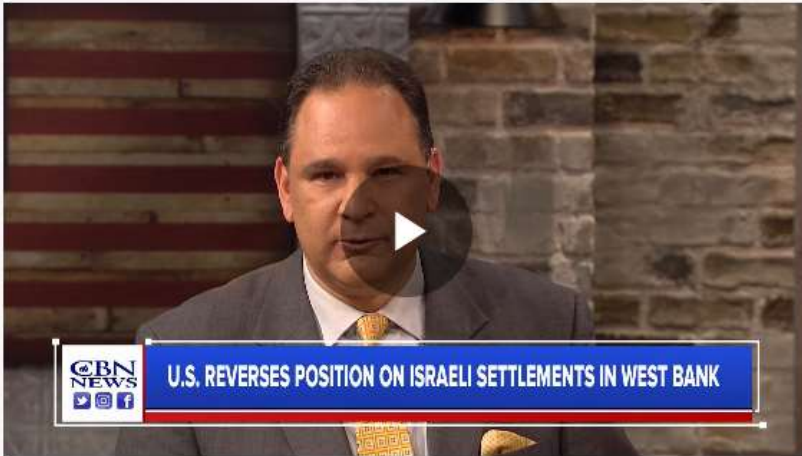 CBN
NEWS
U.S. REVERSES POSITION ON ISRAELI SETTLEMENTS IN WEST BANK